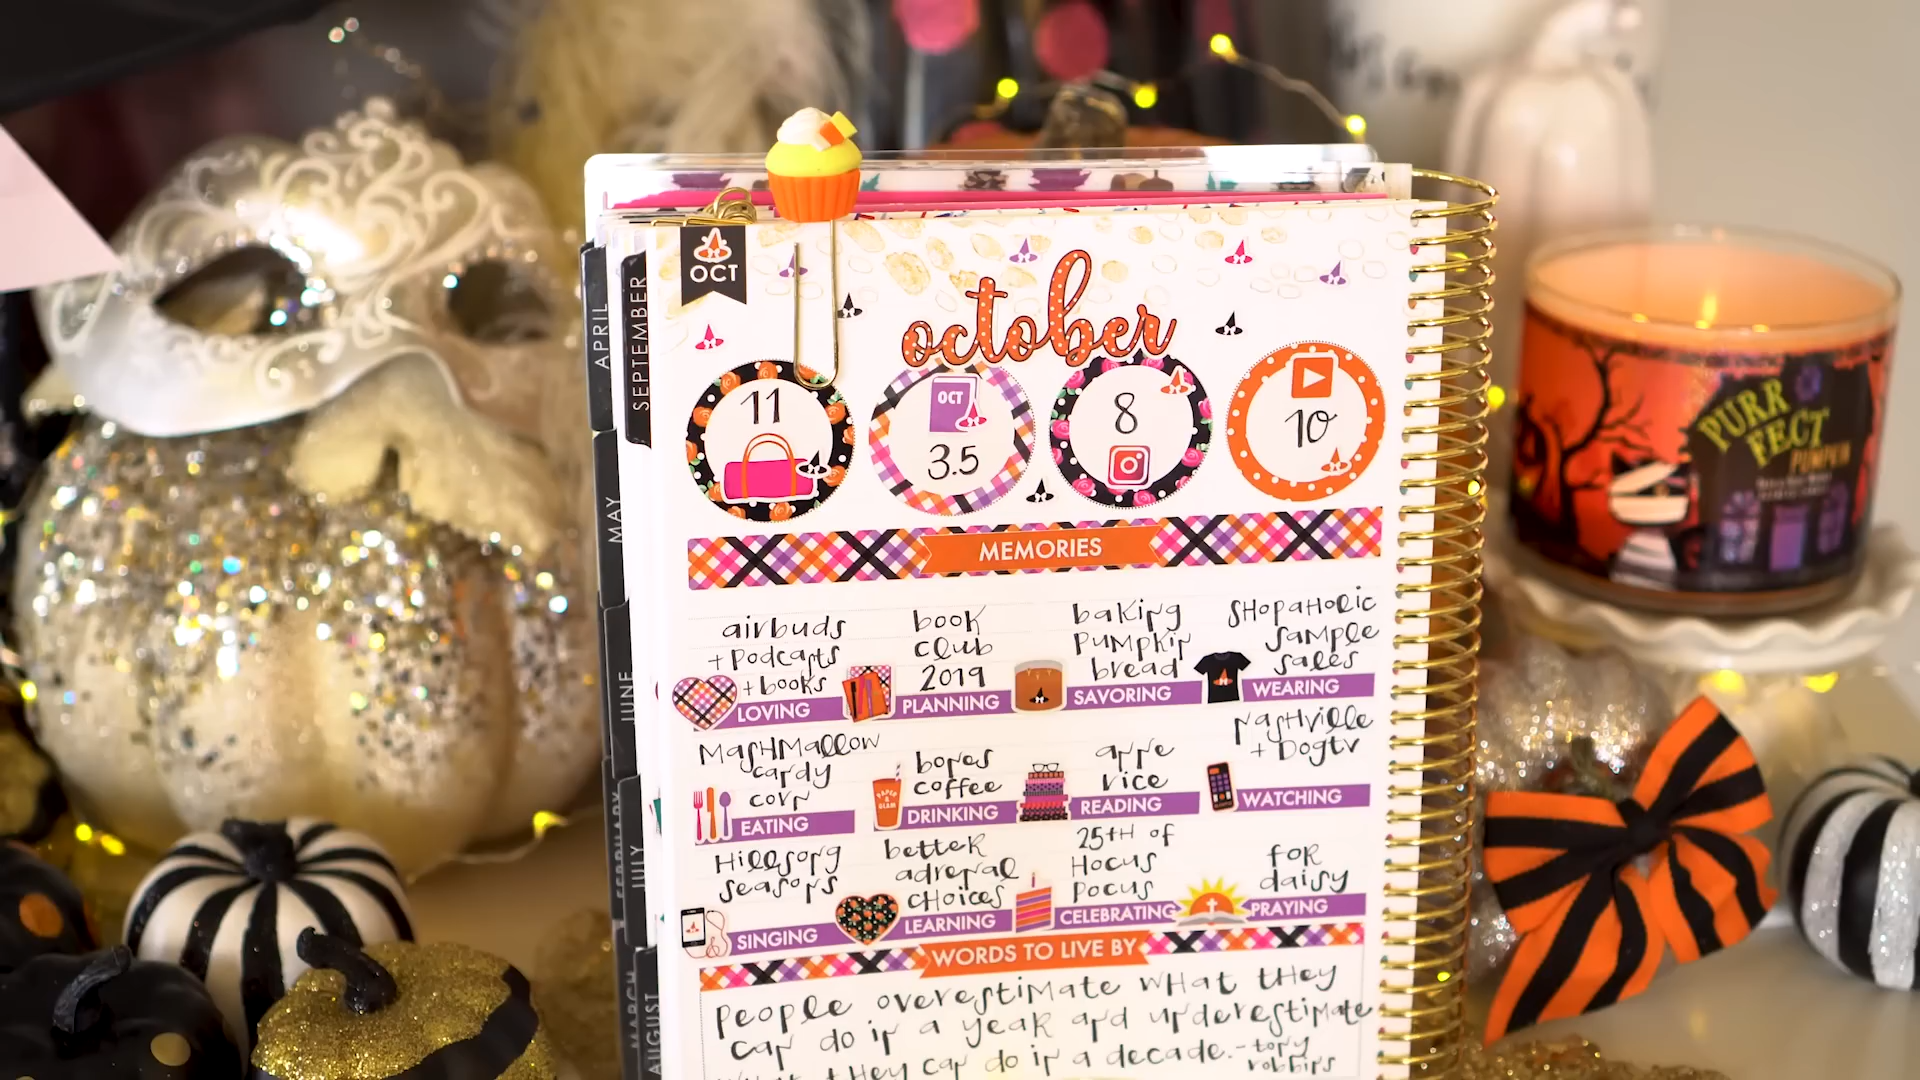 OCT
october
APRIL
SEPTEMBER
MAY
JUNE
JULY
FEBRUARY
MARCH
AUGUST
11
OCT
3.5
8
10
MEMORIES
airbuds
+ Podcasts
+ books
LOVING
book
club
2019
PLANNING
baking
Pumpkin
bread
SAVORING
SHopaHolic
Sample
Sales
WEARING
MarsHMallow
candy
corn
EATING
bones
coffee
DRINKING
anne
rice
READING
NasHville
+ Dogtv
WATCHING
Hillsong
seasons
SINGING
better
adrenal
cHoices
LEARNING
25tH of
Hocus
Pocus
CELEBRATING
for
daisy
PRAYING
WORDS TO LIVE BY
People overestimate wHat tHey
can do in a year and underestimate
what they can do in a decade. - tony
robbins
PURR
FECT
PUMPKIN